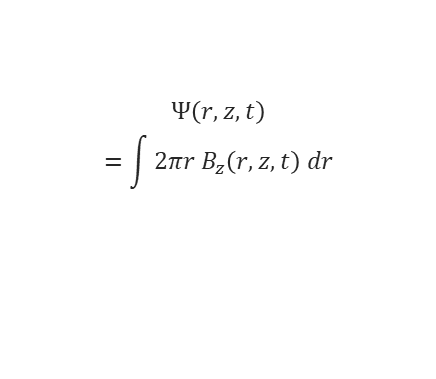 Ψ(r, z, t)
= ∫ 2πr B_z(r, z, t) dr